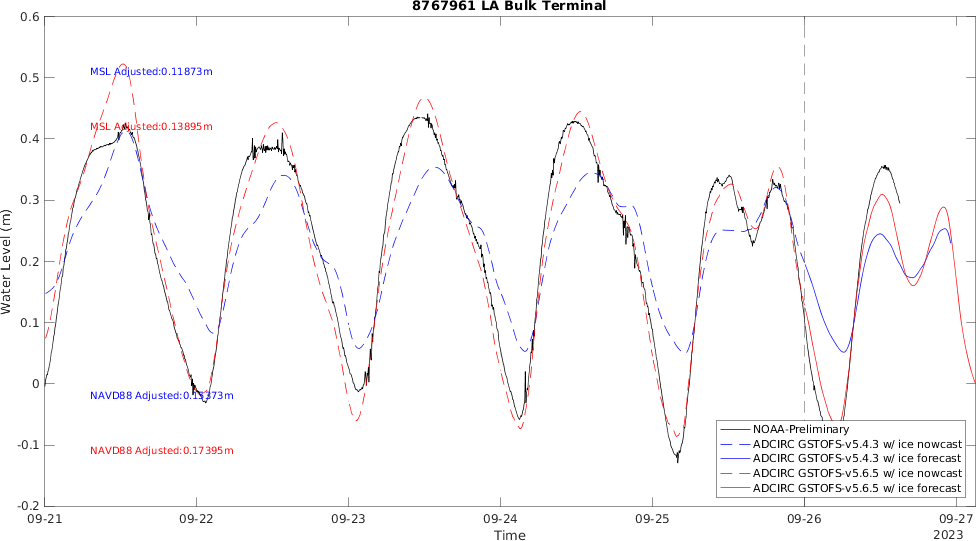 8767961 LA Bulk Terminal
0.6
0.5
0.4
0.3
0.2
0.1
0
-0.1
-0.2
Water Level (m)
MSL Adjusted:0.11873m
MSL Adjusted:0.13895m
NAVD88 Adjusted:0.15373m
NAVD88 Adjusted:0.17395m
NOAA-Preliminary
ADCIRC GSTOFS-v5.4.3 w/ ice nowcast
ADCIRC GSTOFS-v5.4.3 w/ ice forecast
ADCIRC GSTOFS-v5.6.5 w/ ice nowcast
ADCIRC GSTOFS-v5.6.5 w/ ice forecast
09-21 09-22 09-23 09-24 09-25 09-26 09-27
Time
2023